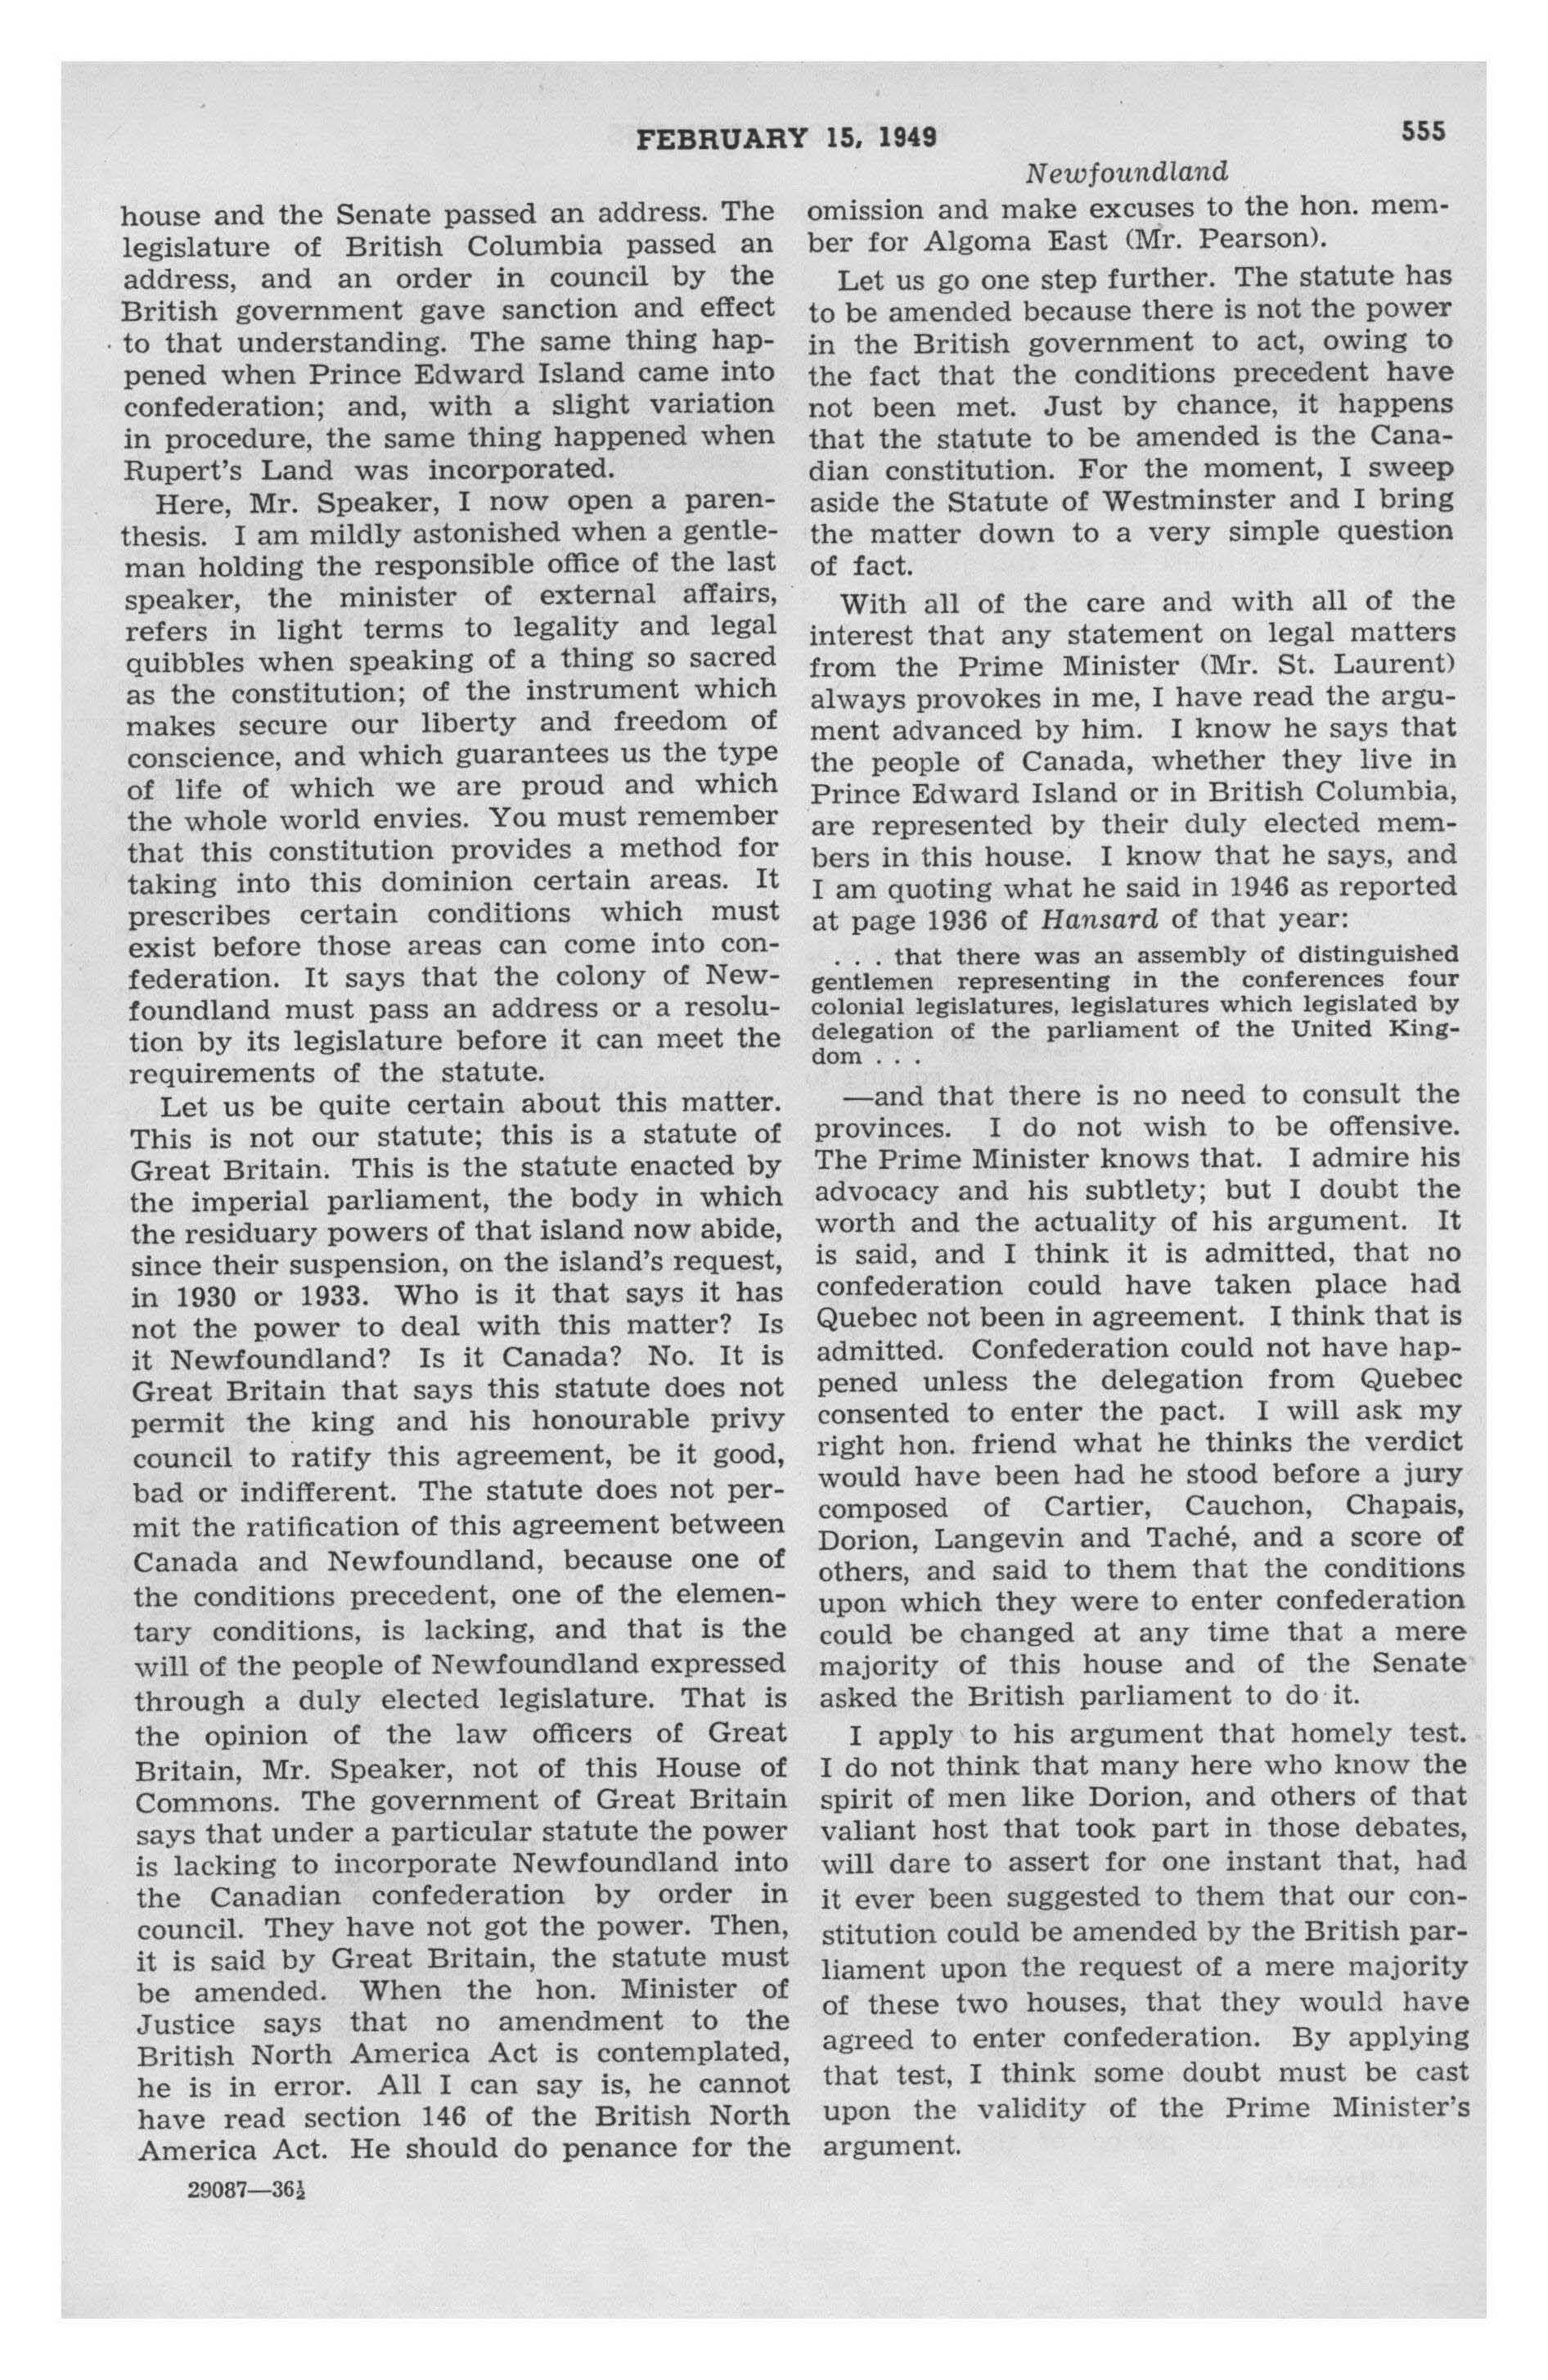 FEBRUARY 15, 1949
555
Newfoundland
house and the Senate passed an address. The
legislature of British Columbia passed an
address, and an order in council by the
British government gave sanction and effect
to that understanding. The same thing hap-
pened when Prince Edward Island came into
confederation; and, with a slight variation
in procedure, the same thing happened when
Rupert's Land was incorporated.
Here, Mr. Speaker, I now open a paren-
thesis. I am mildly astonished when a gentle-
man holding the responsible office of the last
speaker, the minister of external affairs,
refers in light terms to legality and legal
quibbles when speaking of a thing so sacred
as the constitution; of the instrument which
makes secure our liberty and freedom of
conscience, and which guarantees us the type
of life of which we are proud and which
the whole world envies. You must remember
that this constitution provides a method for
taking into this dominion certain areas. It
prescribes certain conditions which must
exist before those areas can come into con-
federation. It says that the colony of New-
foundland must pass an address or a resolu-
tion by its legislature before it can meet the
requirements of the statute.
Let us be quite certain about this matter.
This is not our statute; this is a statute of
Great Britain. This is the statute enacted by
the imperial parliament, the body in which
the residuary powers of that island now abide,
since their suspension, on the island's request,
in 1930 or 1933. Who is it that says it has
not the power to deal with this matter? Is
it Newfoundland? Is it Canada? No. It is
Great Britain that says this statute does not
permit the king and his honourable privy
council to ratify this agreement, be it good,
bad or indifferent. The statute does not per-
mit the ratification of this agreement between
Canada and Newfoundland, because one of
the conditions precedent, one of the elemen-
tary conditions, is lacking, and that is the
will of the people of Newfoundland expressed
through a duly elected legislature. That is
the opinion of the law officers of Great
Britain, Mr. Speaker, not of this House of
Commons. The government of Great Britain
says that under a particular statute the power
is lacking to incorporate Newfoundland into
the Canadian confederation by order in
council. They have not got the power. Then,
it is said by Great Britain, the statute must
be amended. When the hon. Minister of
Justice says that no amendment to the
British North America Act is contemplated,
he is in error. All I can say is, he cannot
have read section 146 of the British North
America Act. He should do penance for the
29087—36½
omission and make excuses to the hon. mem-
ber for Algoma East (Mr. Pearson).
Let us go one step further. The statute has
to be amended because there is not the power
in the British government to act, owing to
the fact that the conditions precedent have
not been met. Just by chance, it happens
that the statute to be amended is the Cana-
dian constitution. For the moment, I sweep
aside the Statute of Westminster and I bring
the matter down to a very simple question
of fact.
With all of the care and with all of the
interest that any statement on legal matters
from the Prime Minister (Mr. St. Laurent)
always provokes in me, I have read the argu-
ment advanced by him. I know he says that
the people of Canada, whether they live in
Prince Edward Island or in British Columbia,
are represented by their duly elected mem-
bers in this house. I know that he says, and
I am quoting what he said in 1946 as reported
at page 1936 of Hansard of that year:
. . . that there was an assembly of distinguished
gentlemen representing in the conferences four
colonial legislatures, legislatures which legislated by
delegation of the parliament of the United King-
dom . . .
—and that there is no need to consult the
provinces. I do not wish to be offensive.
The Prime Minister knows that. I admire his
advocacy and his subtlety; but I doubt the
worth and the actuality of his argument. It
is said, and I think it is admitted, that no
confederation could have taken place had
Quebec not been in agreement. I think that is
admitted. Confederation could not have hap-
pened unless the delegation from Quebec
consented to enter the pact. I will ask my
right hon. friend what he thinks the verdict
would have been had he stood before a jury
composed of Cartier, Cauchon, Chapais,
Dorion, Langevin and Taché, and a score of
others, and said to them that the conditions
upon which they were to enter confederation
could be changed at any time that a mere
majority of this house and of the Senate
asked the British parliament to do it.
I apply to his argument that homely test.
I do not think that many here who know the
spirit of men like Dorion, and others of that
valiant host that took part in those debates,
will dare to assert for one instant that, had
it ever been suggested to them that our con-
stitution could be amended by the British par-
liament upon the request of a mere majority
of these two houses, that they would have
agreed to enter confederation. By applying
that test, I think some doubt must be cast
upon the validity of the Prime Minister's
argument.